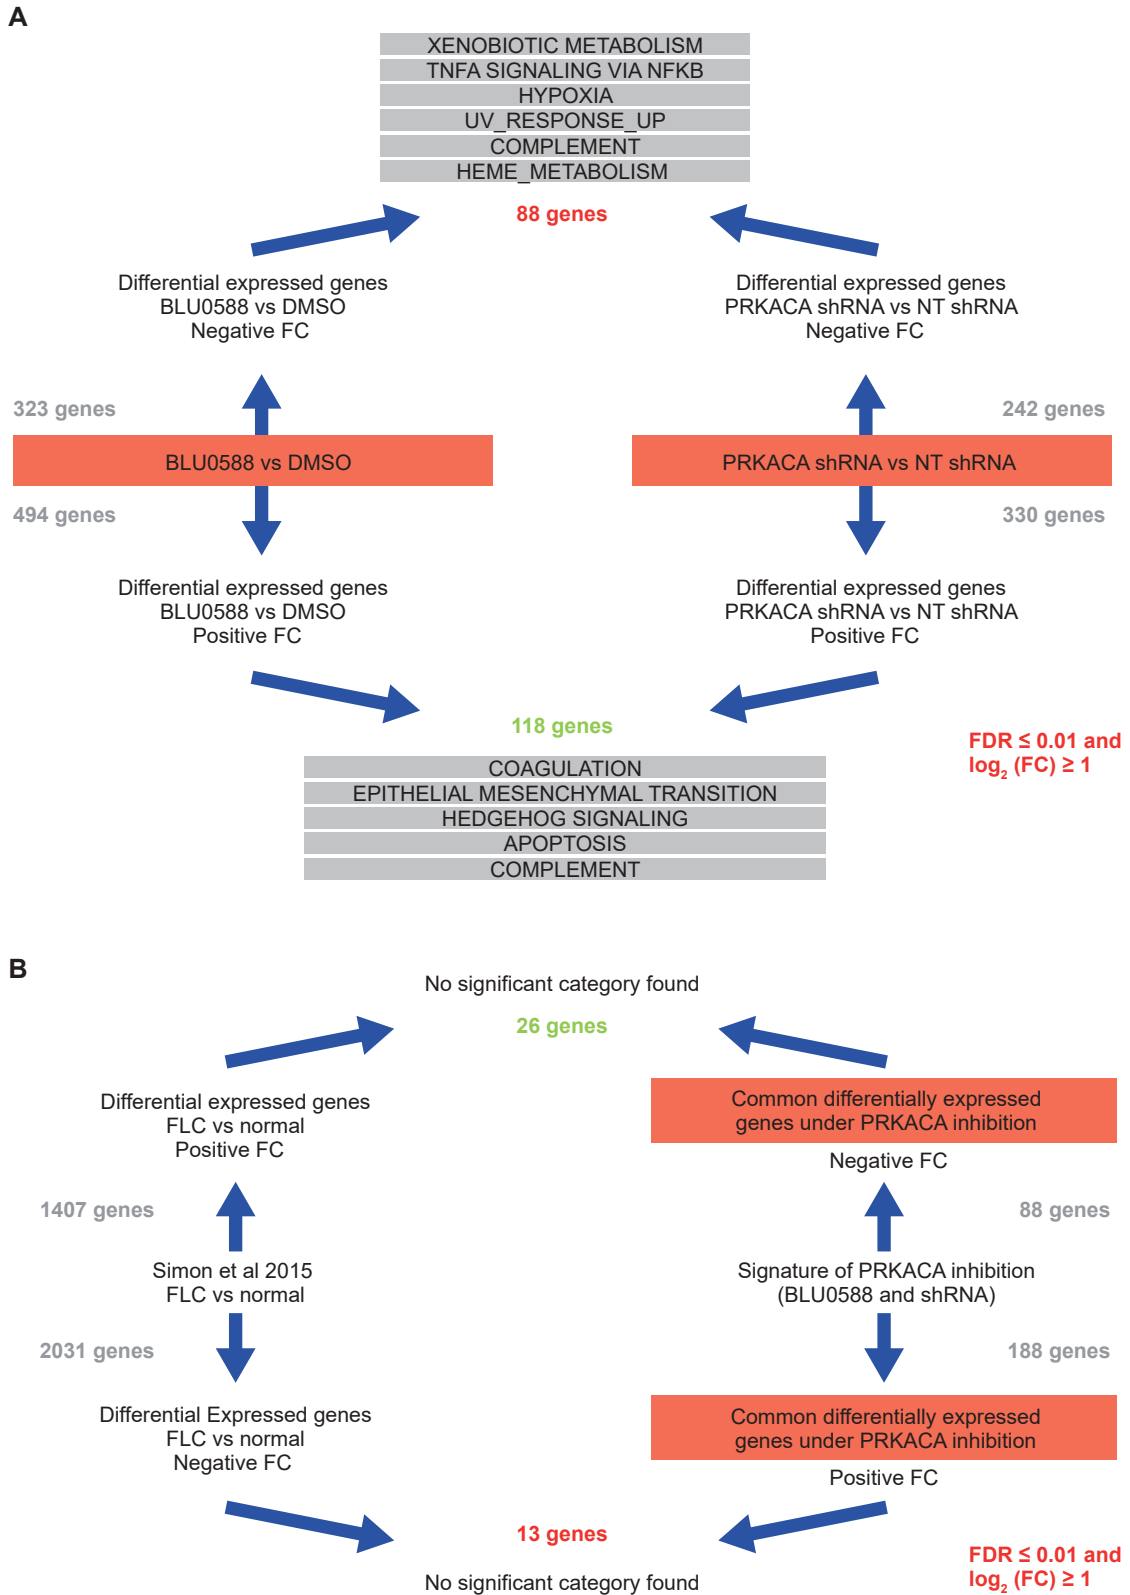 A
XENOBIOTIC METABOLISM
TNFA SIGNALING VIA NFKB
HYPOXIA
UV_RESPONSE_UP
COMPLEMENT
HEME_METABOLISM
88 genes
Differential expressed genes
BLU0588 vs DMSO
Negative FC
Differential expressed genes
PRKACA shRNA vs NT shRNA
Negative FC
323 genes
242 genes
BLU0588 vs DMSO
PRKACA shRNA vs NT shRNA
494 genes
330 genes
Differential expressed genes
BLU0588 vs DMSO
Positive FC
Differential expressed genes
PRKACA shRNA vs NT shRNA
Positive FC
118 genes
FDR ≤ 0.01 and
log₂ (FC) ≥ 1
COAGULATION
EPITHELIAL MESENCHYMAL TRANSITION
HEDGEHOG SIGNALING
APOPTOSIS
COMPLEMENT
B
No significant category found
26 genes
Differential expressed genes
FLC vs normal
Positive FC
Common differentially expressed
genes under PRKACA inhibition
Negative FC
1407 genes
88 genes
Simon et al 2015
FLC vs normal
Signature of PRKACA inhibition
(BLU0588 and shRNA)
2031 genes
188 genes
Differential Expressed genes
FLC vs normal
Negative FC
Common differentially expressed
genes under PRKACA inhibition
Positive FC
13 genes
No significant category found
FDR ≤ 0.01 and
log₂ (FC) ≥ 1